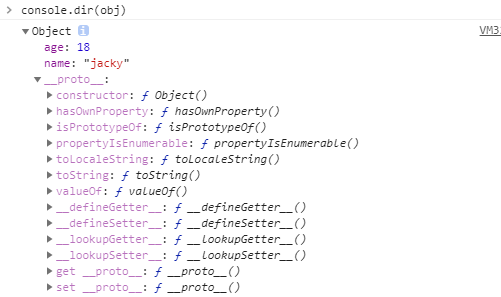 > console.dir(obj)
VM3
▼Object i
age: 18
name: "jacky"
▼__proto__:
▶constructor: ƒ Object()
▶hasOwnProperty: ƒ hasOwnProperty()
▶isPrototypeOf: ƒ isPrototypeOf()
▶propertyIsEnumerable: ƒ propertyIsEnumerable()
▶toLocaleString: ƒ toLocaleString()
▶toString: ƒ toString()
▶valueOf: ƒ valueOf()
▶__defineGetter__: ƒ __defineGetter__()
▶__defineSetter__: ƒ __defineSetter__()
▶__lookupGetter__: ƒ __lookupGetter__()
▶__lookupSetter__: ƒ __lookupSetter__()
▶get __proto__: ƒ __proto__()
▶set __proto__: ƒ __proto__()